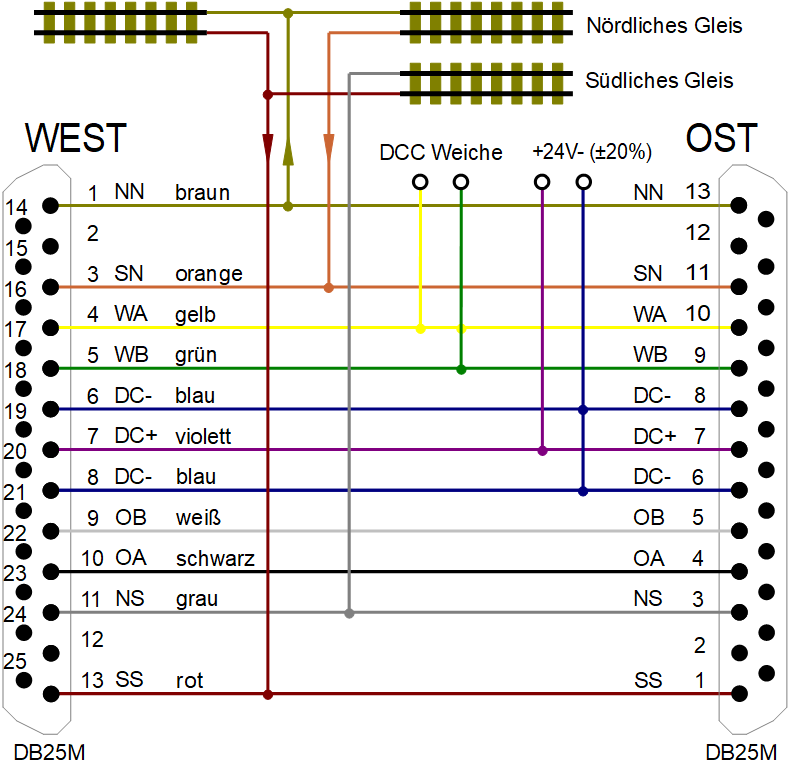 Nördliches Gleis
Südliches Gleis
WEST
OST
DCC Weiche
+24V- (±20%)
1 NN braun
NN 13
14
2
12
15
3 SN orange
SN 11
16
4 WA gelb
WA 10
17
5 WB grün
WB 9
18
6 DC- blau
DC- 8
19
7 DC+ violett
DC+ 7
20
8 DC- blau
DC- 6
21
9 OB weiß
OB 5
22
10 OA schwarz
OA 4
23
11 NS grau
NS 3
24
12
2
25
13 SS rot
SS 1
DB25M
DB25M